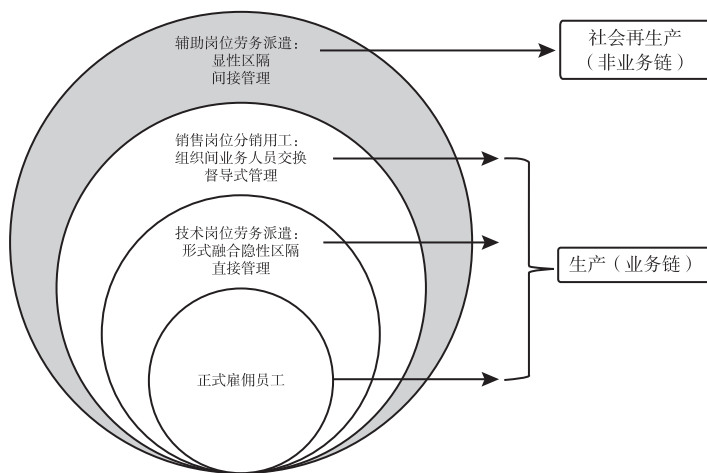 辅助岗位劳务派遣：
显性区隔
间接管理
社会再生产
（非业务链）
销售岗位分销用工：
组织间业务人员交换
督导式管理
技术岗位劳务派遣：
形式融合隐性区隔
直接管理
生产（业务链）
正式雇佣员工